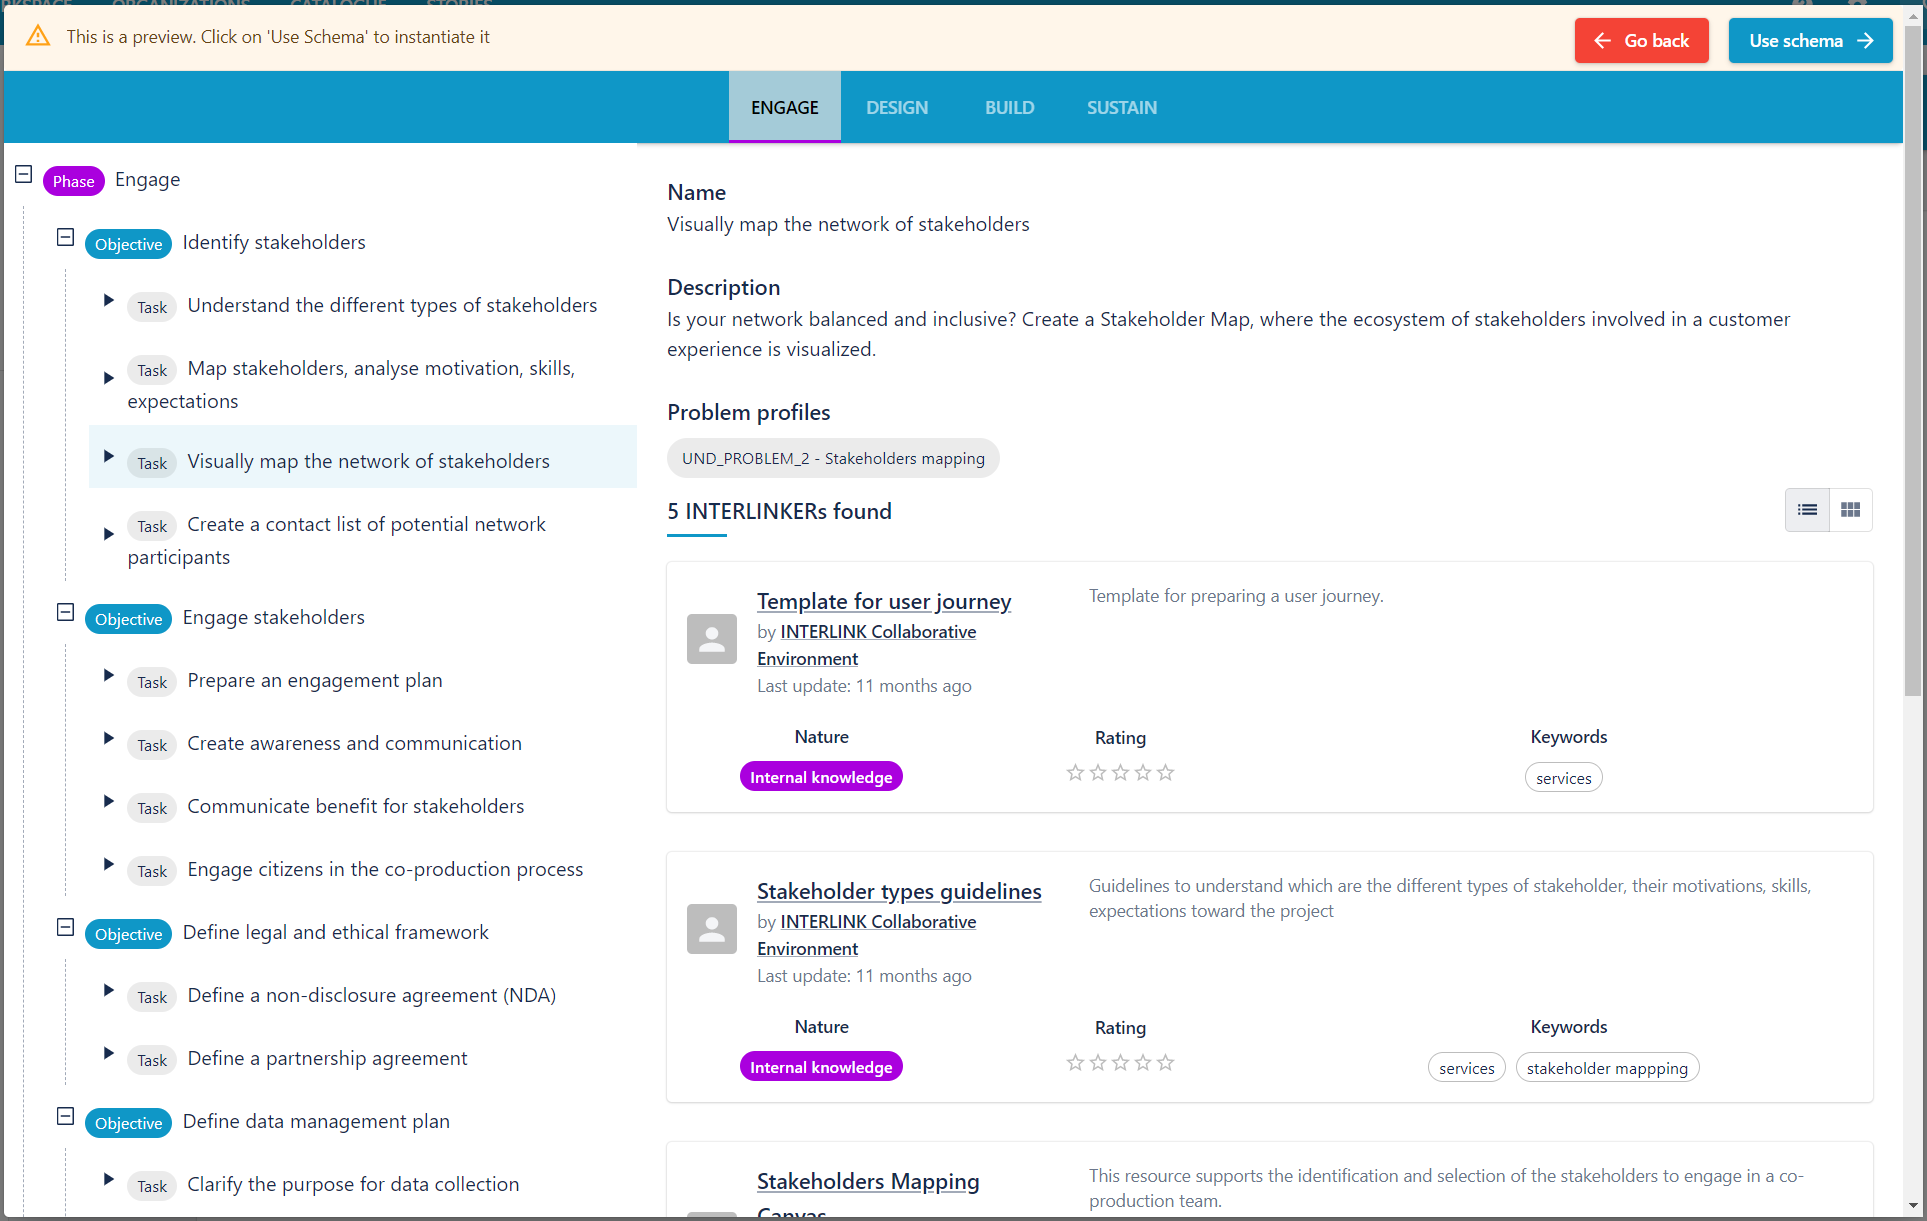 ORGANIZATIONS CATALOGUE STORIES
This is a preview. Click on 'Use Schema' to instantiate it
Go back
Use schema
ENGAGE
DESIGN
BUILD
SUSTAIN
Phase Engage
Objective Identify stakeholders
Task Understand the different types of stakeholders
Task Map stakeholders, analyse motivation, skills,
expectations
Task Visually map the network of stakeholders
Task Create a contact list of potential network
participants
Objective Engage stakeholders
Task Prepare an engagement plan
Task Create awareness and communication
Task Communicate benefit for stakeholders
Task Engage citizens in the co-production process
Objective Define legal and ethical framework
Task Define a non-disclosure agreement (NDA)
Task Define a partnership agreement
Objective Define data management plan
Task Clarify the purpose for data collection
Name
Visually map the network of stakeholders
Description
Is your network balanced and inclusive? Create a Stakeholder Map, where the ecosystem of stakeholders involved in a customer
experience is visualized.
Problem profiles
UND_PROBLEM_2 - Stakeholders mapping
5 INTERLINKERs found
Template for user journey
by INTERLINK Collaborative
Environment
Last update: 11 months ago
Template for preparing a user journey.
Nature
Internal knowledge
Rating
Keywords
services
Stakeholder types guidelines
by INTERLINK Collaborative
Environment
Last update: 11 months ago
Guidelines to understand which are the different types of stakeholder, their motivations, skills,
expectations toward the project
Nature
Internal knowledge
Rating
Keywords
services
stakeholder mappping
Stakeholders Mapping
Canvas
This resource supports the identification and selection of the stakeholders to engage in a co-
production team.